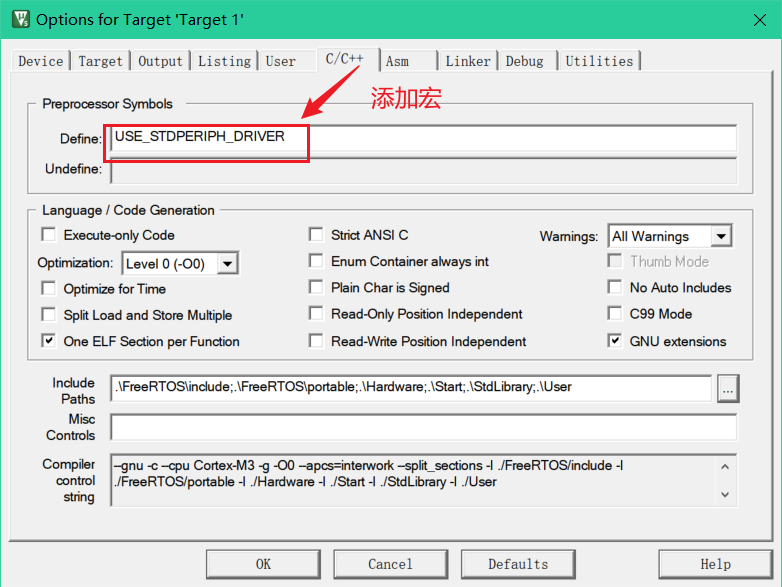 Options for Target 'Target 1'
Device Target Output Listing User C/C++ Asm Linker Debug Utilities
添加宏
Preprocessor Symbols
Define: USE_STDPERIPH_DRIVER
Undefine:
Language / Code Generation
Execute-only Code Strict ANSI C Warnings: All Warnings
Optimization: Level 0 (-O0) Enum Container always int Thumb Mode
Optimize for Time Plain Char is Signed No Auto Includes
Split Load and Store Multiple Read-Only Position Independent C99 Mode
One ELF Section per Function Read-Write Position Independent GNU extensions
Include Paths .\FreeRTOS\include;.\FreeRTOS\portable;.\Hardware;.\Start;.\StdLibrary;.\User ...
Misc Controls
Compiler control string --gnu -c --cpu Cortex-M3 -g -O0 --apcs=interwork --split_sections -I ./FreeRTOS/include -I
./FreeRTOS/portable -I ./Hardware -I ./Start -I ./StdLibrary -I ./User
OK Cancel Defaults Help